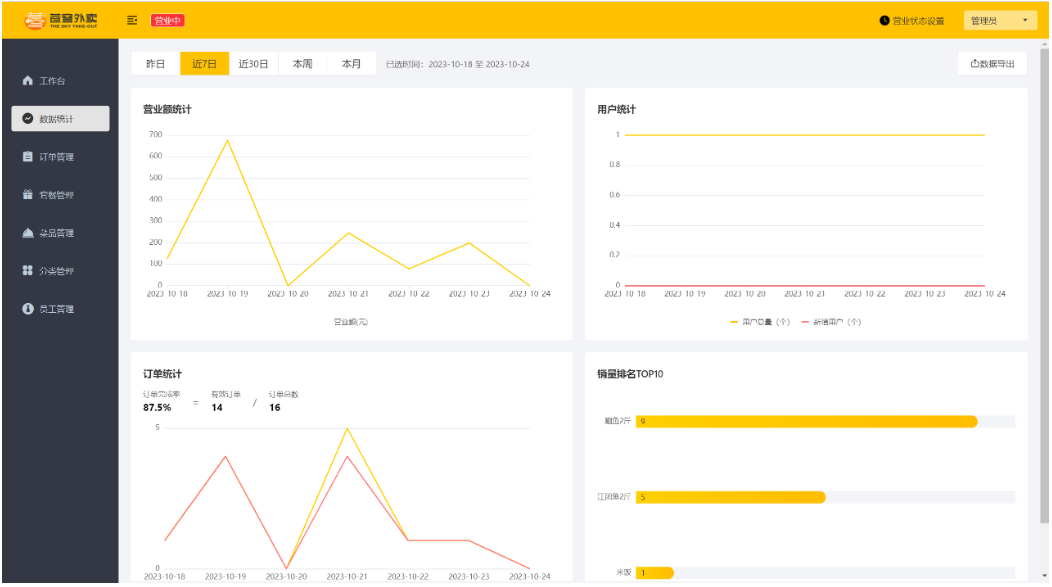 苍穹外卖
THE SKY TAKE OUT
营业中
营业状态设置
管理员
工作台
数据统计
订单管理
套餐管理
菜品管理
分类管理
员工管理
昨日
近7日
近30日
本周
本月
已选时间：2023-10-18 至 2023-10-24
数据导出
营业额统计
700
600
500
400
300
200
100
0
2023-10-18 2023-10-19 2023-10-20 2023-10-21 2023-10-22 2023-10-23 2023-10-24
营业额(元)
用户统计
1
0.8
0.6
0.4
0.2
0
2023-10-18 2023-10-19 2023-10-20 2023-10-21 2023-10-22 2023-10-23 2023-10-24
用户总量（个） 新增用户（个）
订单统计
订单完成率 有效订单 订单总数
87.5% = 14 / 16
5
0
2023-10-18 2023-10-19 2023-10-20 2023-10-21 2023-10-22 2023-10-23 2023-10-24
销量排名TOP10
鮰鱼2斤 9
江团鱼2斤 5
米饭 1